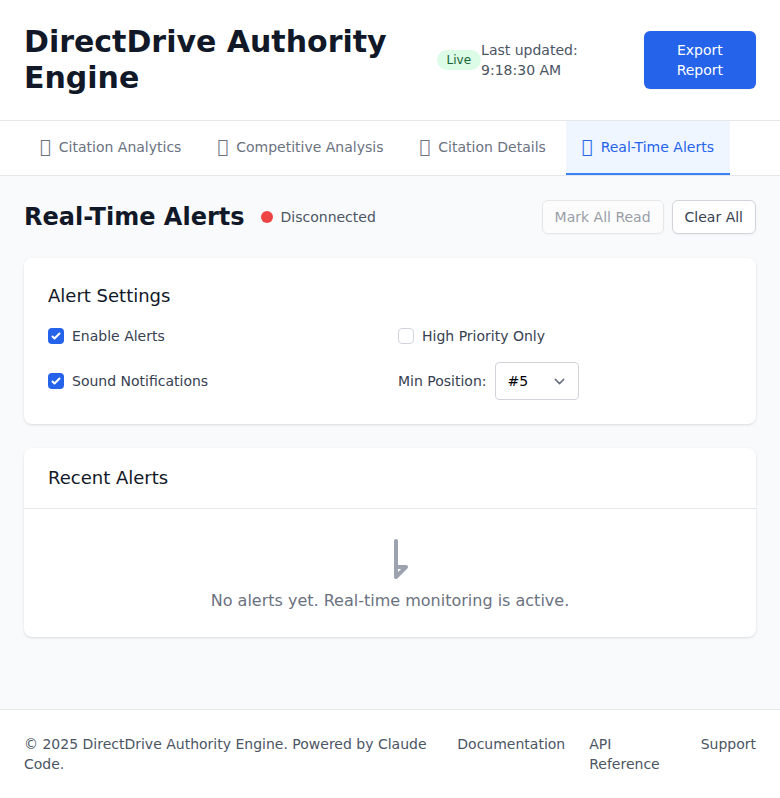 DirectDrive Authority
Engine
Live
Last updated:
9:18:30 AM
Export
Report
Citation Analytics
Competitive Analysis
Citation Details
Real-Time Alerts
Real-Time Alerts
Disconnected
Mark All Read
Clear All
Alert Settings
Enable Alerts
High Priority Only
Sound Notifications
Min Position:
#5
Recent Alerts
No alerts yet. Real-time monitoring is active.
© 2025 DirectDrive Authority Engine. Powered by Claude
Code.
Documentation
API
Reference
Support